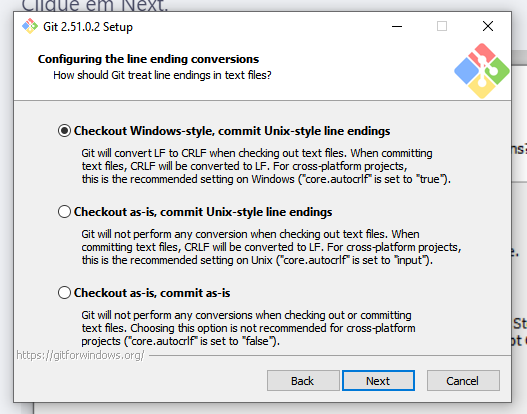 Clique em Next.
Git 2.51.0.2 Setup
Configuring the line ending conversions
How should Git treat line endings in text files?
Checkout Windows-style, commit Unix-style line endings
Git will convert LF to CRLF when checking out text files. When committing
text files, CRLF will be converted to LF. For cross-platform projects,
this is the recommended setting on Windows ("core.autocrlf" is set to "true").
Checkout as-is, commit Unix-style line endings
Git will not perform any conversion when checking out text files. When
committing text files, CRLF will be converted to LF. For cross-platform projects,
this is the recommended setting on Unix ("core.autocrlf" is set to "input").
Checkout as-is, commit as-is
Git will not perform any conversions when checking out or committing
text files. Choosing this option is not recommended for cross-platform
projects ("core.autocrlf" is set to "false").
https://gitforwindows.org/
Back
Next
Cancel